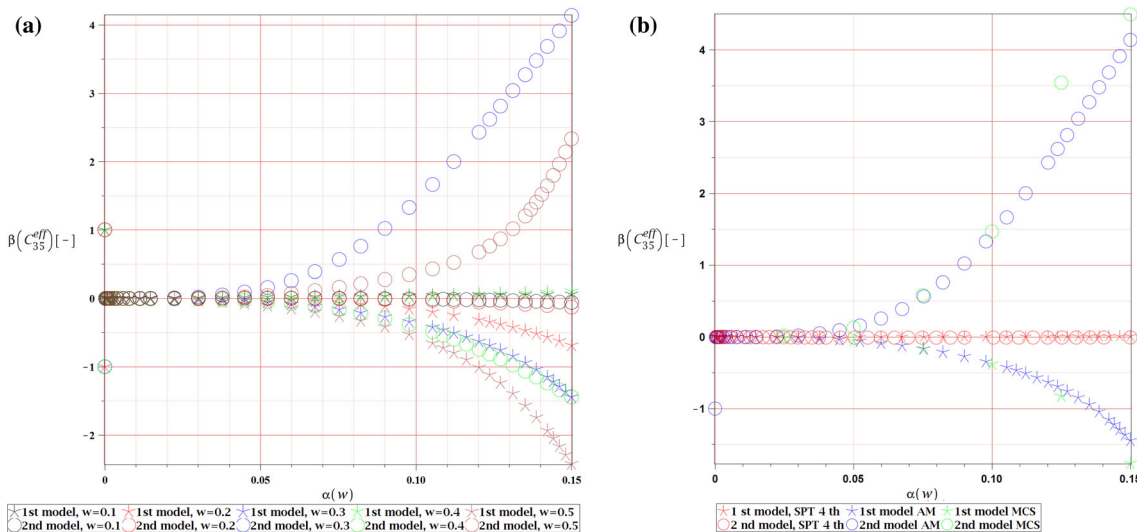 (a)
4
3
2
1
0
-1
-2
β(C₃₅ᵉᶠᶠ)[-]
0
0.05
0.10
0.15
α(w)
1st model, w=0.1 1st model, w=0.2 1st model, w=0.3 1st model, w=0.4 1st model, w=0.5
2nd model, w=0.1 2nd model, w=0.2 2nd model, w=0.3 2nd model, w=0.4 2nd model, w=0.5
(b)
4
3
2
1
0
-1
β(C₃₅ᵉᶠᶠ)[-]
0
0.05
0.10
0.15
α(w)
1 st model, SPT 4 th 1st model AM 1st model MCS
2 nd model, SPT 4 th 2nd model AM 2nd model MCS